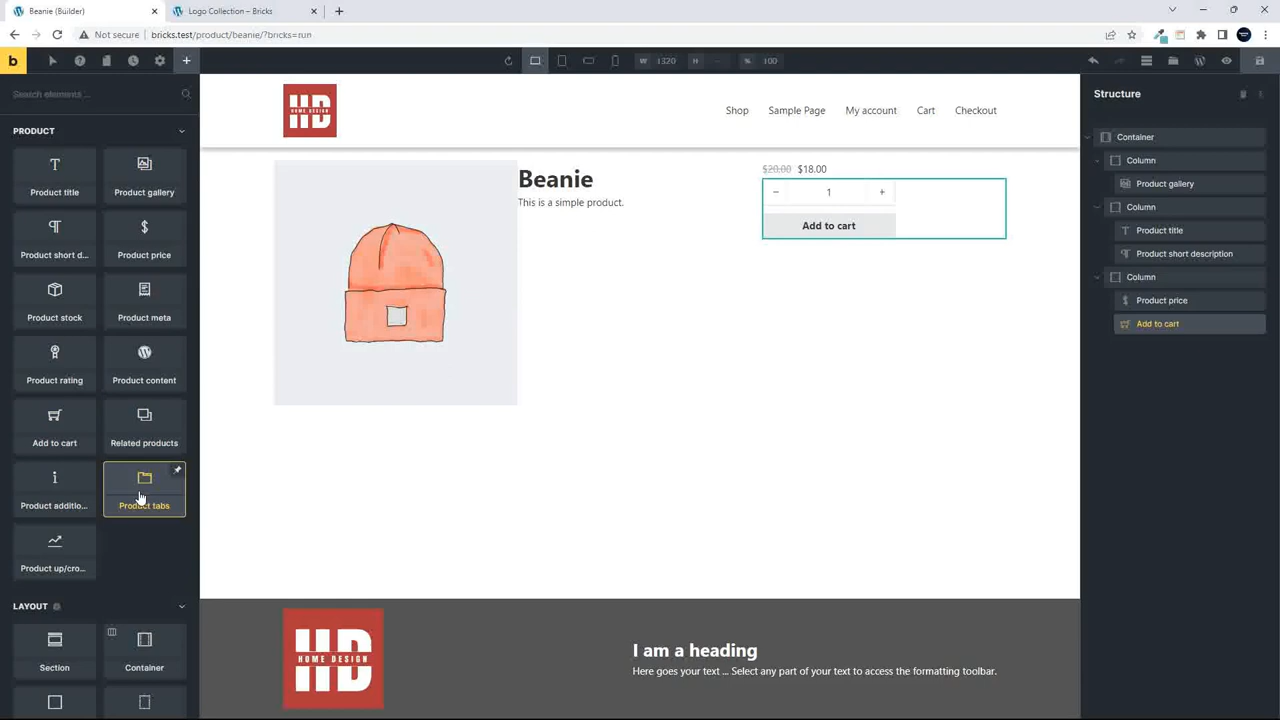 Beanie (Builder)
Logo Collection – Bricks
Not secure
bricks.test/product/beanie/?bricks=run
b
W 1320 H % 100
Search elements ...
PRODUCT
Product title
Product gallery
Product short d...
Product price
Product stock
Product meta
Product rating
Product content
Add to cart
Related products
Product additio...
Product tabs
Product up/cro...
LAYOUT
Section
Container
HD
HOME DESIGN
Shop
Sample Page
My account
Cart
Checkout
Beanie
This is a simple product.
$20.00 $18.00
− 1 +
Add to cart
HD
HOME DESIGN
I am a heading
Here goes your text ... Select any part of your text to access the formatting toolbar.
Structure
Container
Column
Product gallery
Column
Product title
Product short description
Column
Product price
Add to cart